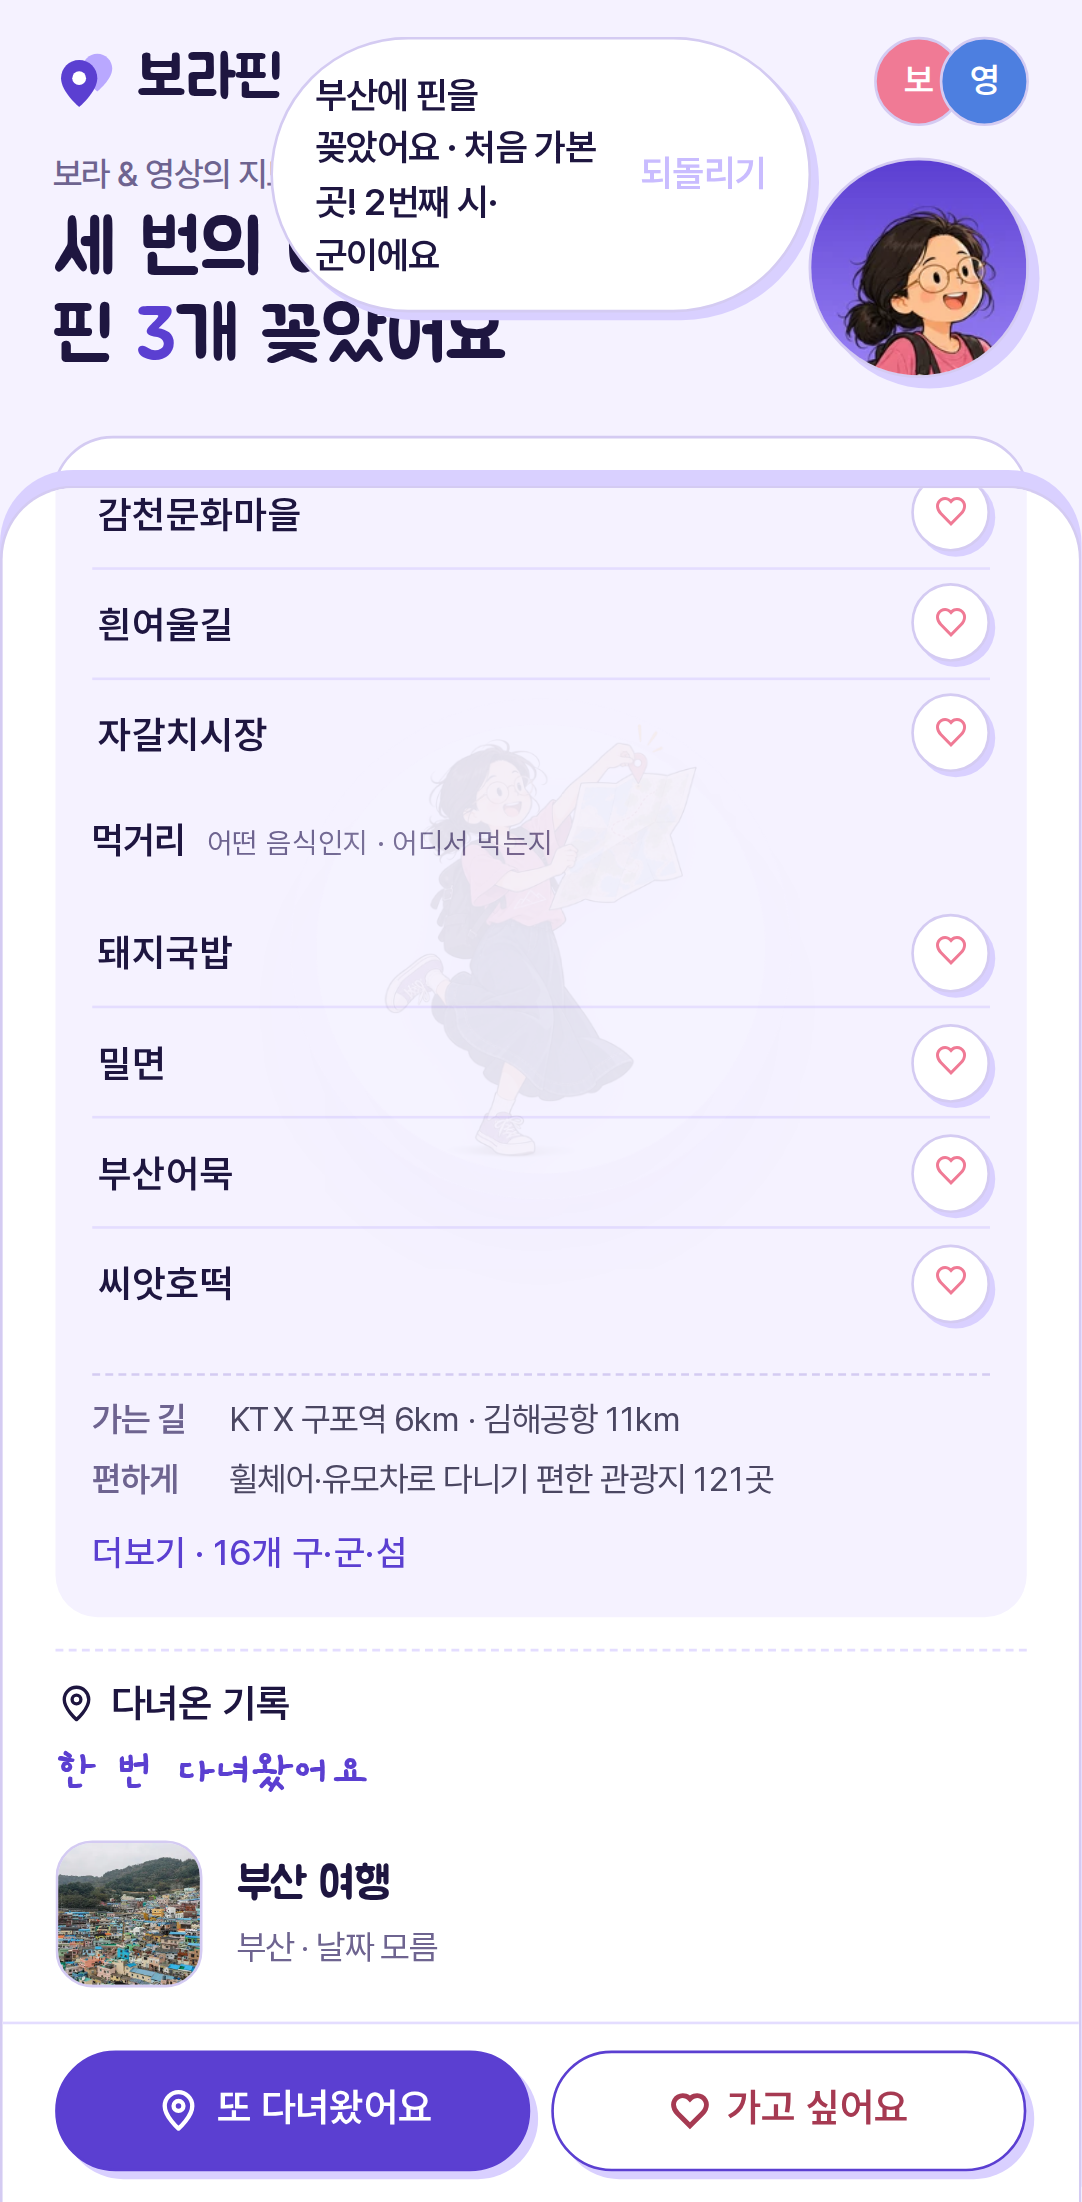 보라핀
보 영
부산에 핀을
꽂았어요 · 처음 가본
곳! 2번째 시·
군이에요
되돌리기
보라 & 영상의
세 번의
핀 3개 꽂았어요
감천문화마을
흰여울길
자갈치시장
먹거리 어떤 음식인지 · 어디서 먹는지
돼지국밥
밀면
부산어묵
씨앗호떡
가는 길 KTX 구포역 6km · 김해공항 11km
편하게 휠체어·유모차로 다니기 편한 관광지 121곳
더보기 · 16개 구·군·섬
다녀온 기록
한 번 다녀왔어요
부산 여행
부산 · 날짜 모름
또 다녀왔어요
가고 싶어요